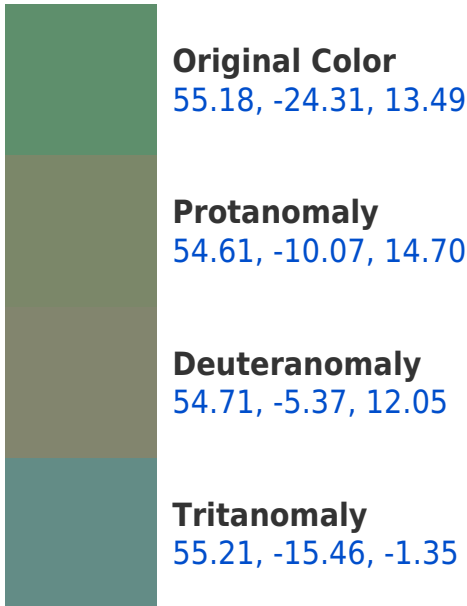 Original Color
55.18, -24.31, 13.49
Protanomaly
54.61, -10.07, 14.70
Deuteranomaly
54.71, -5.37, 12.05
Tritanomaly
55.21, -15.46, -1.35